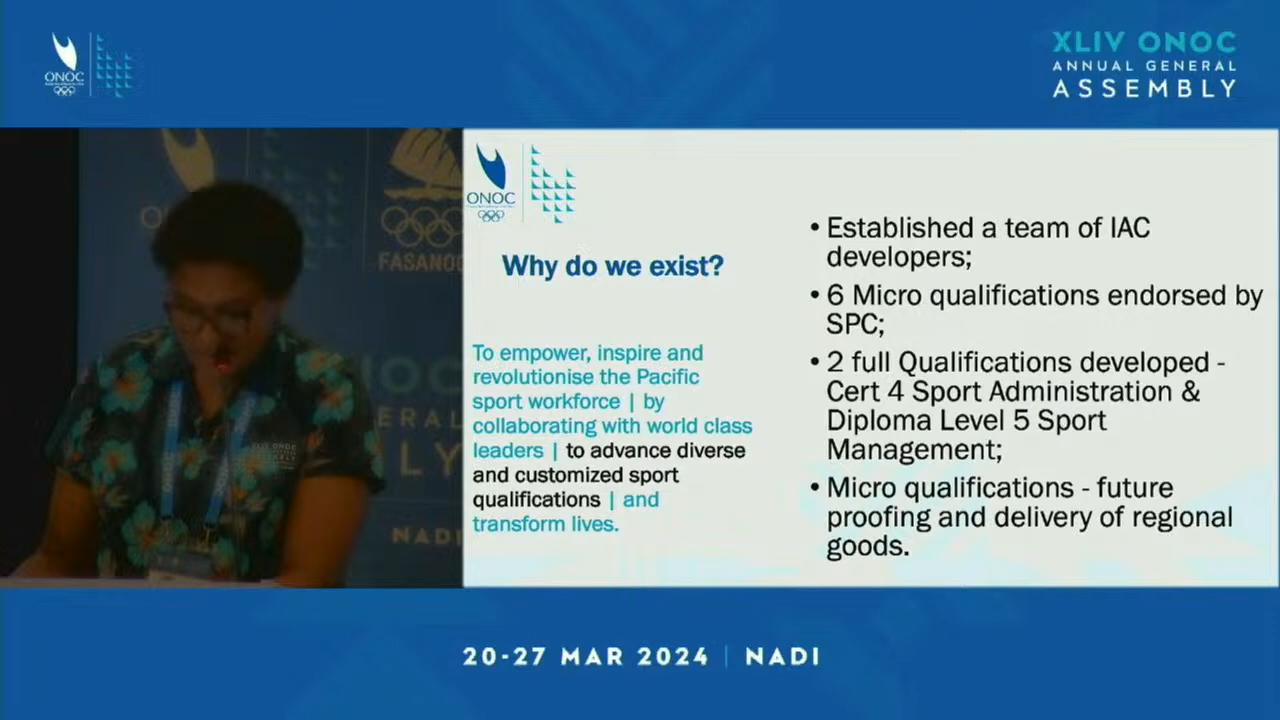 ONOC
XLIV ONOC
ANNUAL GENERAL
ASSEMBLY
FASANOC
NADI
XLIV ONOC
ASSEMBLY
ONOC
Why do we exist?
To empower, inspire and
revolutionise the Pacific
sport workforce | by
collaborating with world class
leaders | to advance diverse
and customized sport
qualifications | and
transform lives.
• Established a team of IAC
developers;
• 6 Micro qualifications endorsed by
SPC;
• 2 full Qualifications developed -
Cert 4 Sport Administration &
Diploma Level 5 Sport
Management;
• Micro qualifications - future
proofing and delivery of regional
goods.
20-27 MAR 2024 | NADI